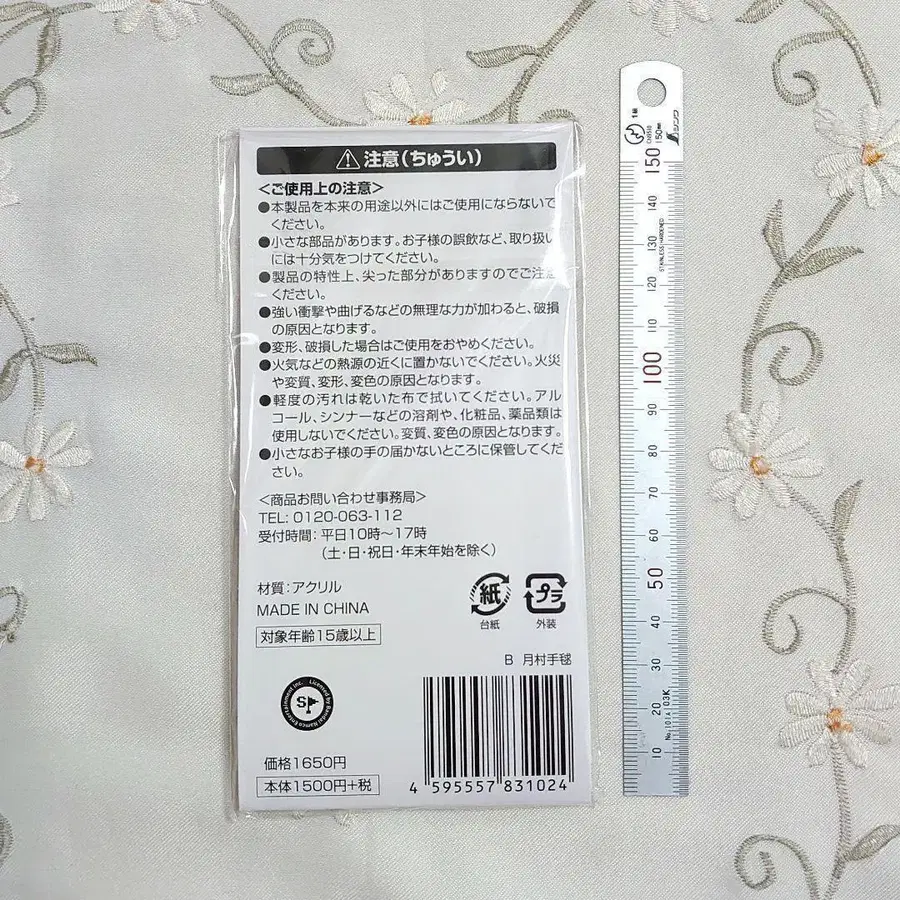 注意(ちゅうい)
<ご使用上の注意>
●本製品を本来の用途以外にはご使用にならないで
ください。
●小さな部品があります。お子様の誤飲など、取り扱い
には十分気をつけてください。
●製品の特性上、尖った部分がありますのでご注意
ください。
●強い衝撃や曲げるなどの無理な力が加わると、破損
の原因となります。
●変形、破損した場合はご使用をおやめください。
●火気などの熱源の近くに置かないでください。火災
や変質、変形、変色の原因となります。
●軽度の汚れは乾いた布で拭いてください。アル
コール、シンナーなどの溶剤や、化粧品、薬品類は
使用しないでください。変質、変色の原因となります。
●小さなお子様の手の届かないところに保管してくだ
さい。
<商品お問い合わせ事務局>
TEL: 0120-063-112
受付時間: 平日10時〜17時
(土・日・祝日・年末年始を除く)
材質:アクリル
MADE IN CHINA
対象年齢15歳以上
紙
台紙
プラ
外装
B 月村手毬
Licensed by Bandai Namco Entertainment Inc.
SP
価格1650円
本体1500円+税
4 595557 831024
1級
150㎜
シンワ
STAINLESS HARDENED
150
140
130
120
110
100
90
80
70
60
50
40
30
20
10